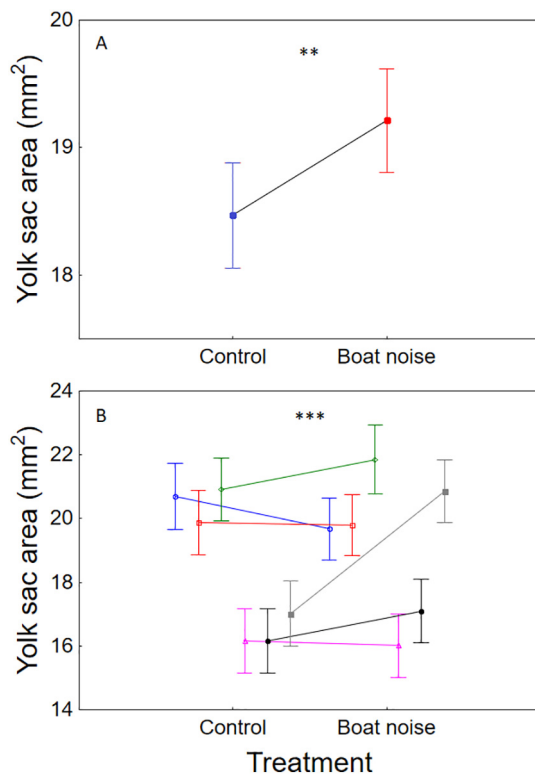 20
A
**
19
18
Yolk sac area (mm²)
Control
Boat noise
24
B
***
22
20
18
16
14
Yolk sac area (mm²)
Control
Boat noise
Treatment